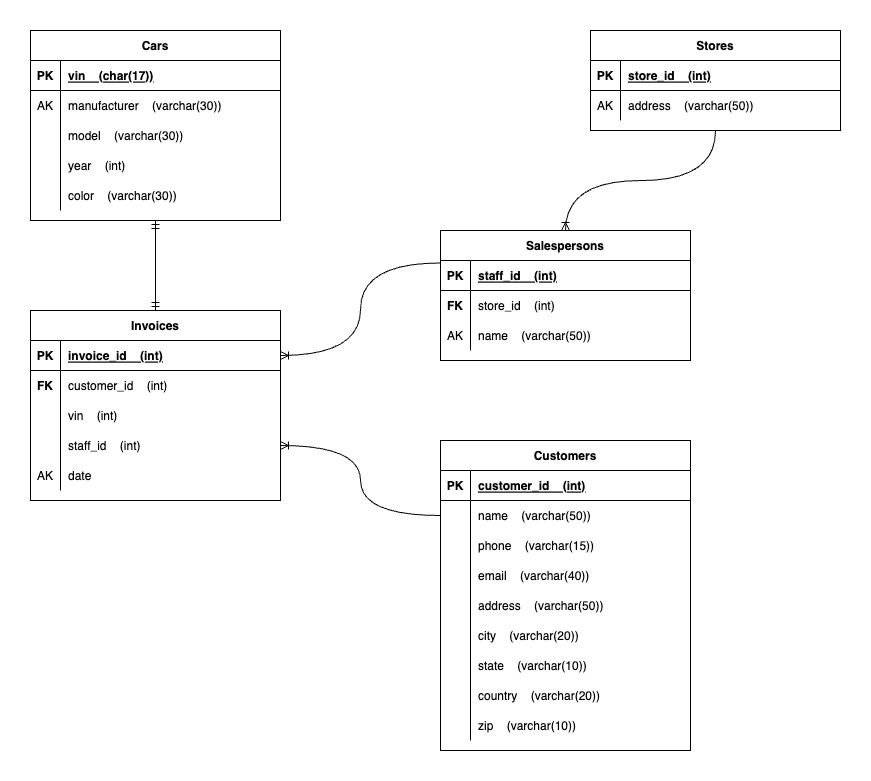 Cars
PK vin (char(17))
AK manufacturer (varchar(30))
model (varchar(30))
year (int)
color (varchar(30))
Stores
PK store_id (int)
AK address (varchar(50))
Salespersons
PK staff_id (int)
FK store_id (int)
AK name (varchar(50))
Invoices
PK invoice_id (int)
FK customer_id (int)
vin (int)
staff_id (int)
AK date
Customers
PK customer_id (int)
name (varchar(50))
phone (varchar(15))
email (varchar(40))
address (varchar(50))
city (varchar(20))
state (varchar(10))
country (varchar(20))
zip (varchar(10))